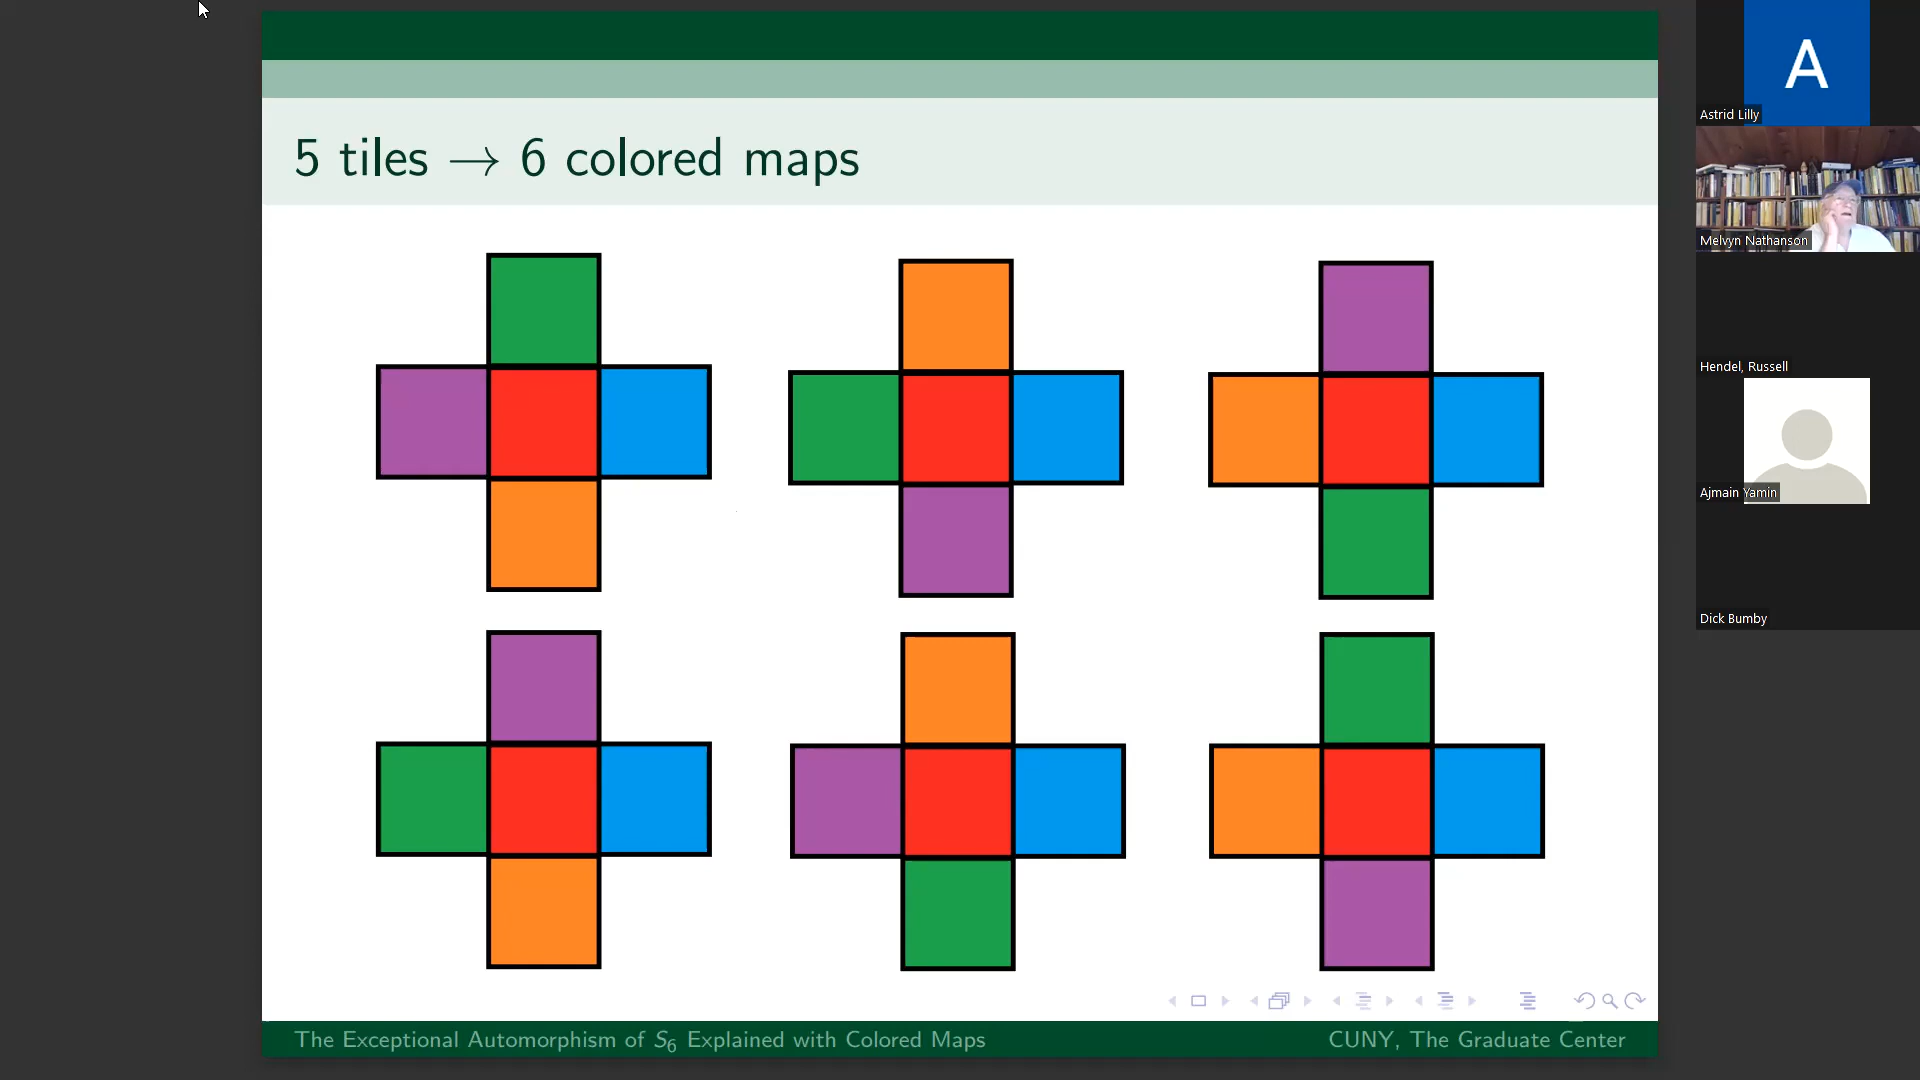 5 tiles → 6 colored maps
The Exceptional Automorphism of S₆ Explained with Colored Maps
CUNY, The Graduate Center
A
Astrid Lilly
Melvyn Nathanson
Hendel, Russell
Ajmain Yamin
Dick Bumby